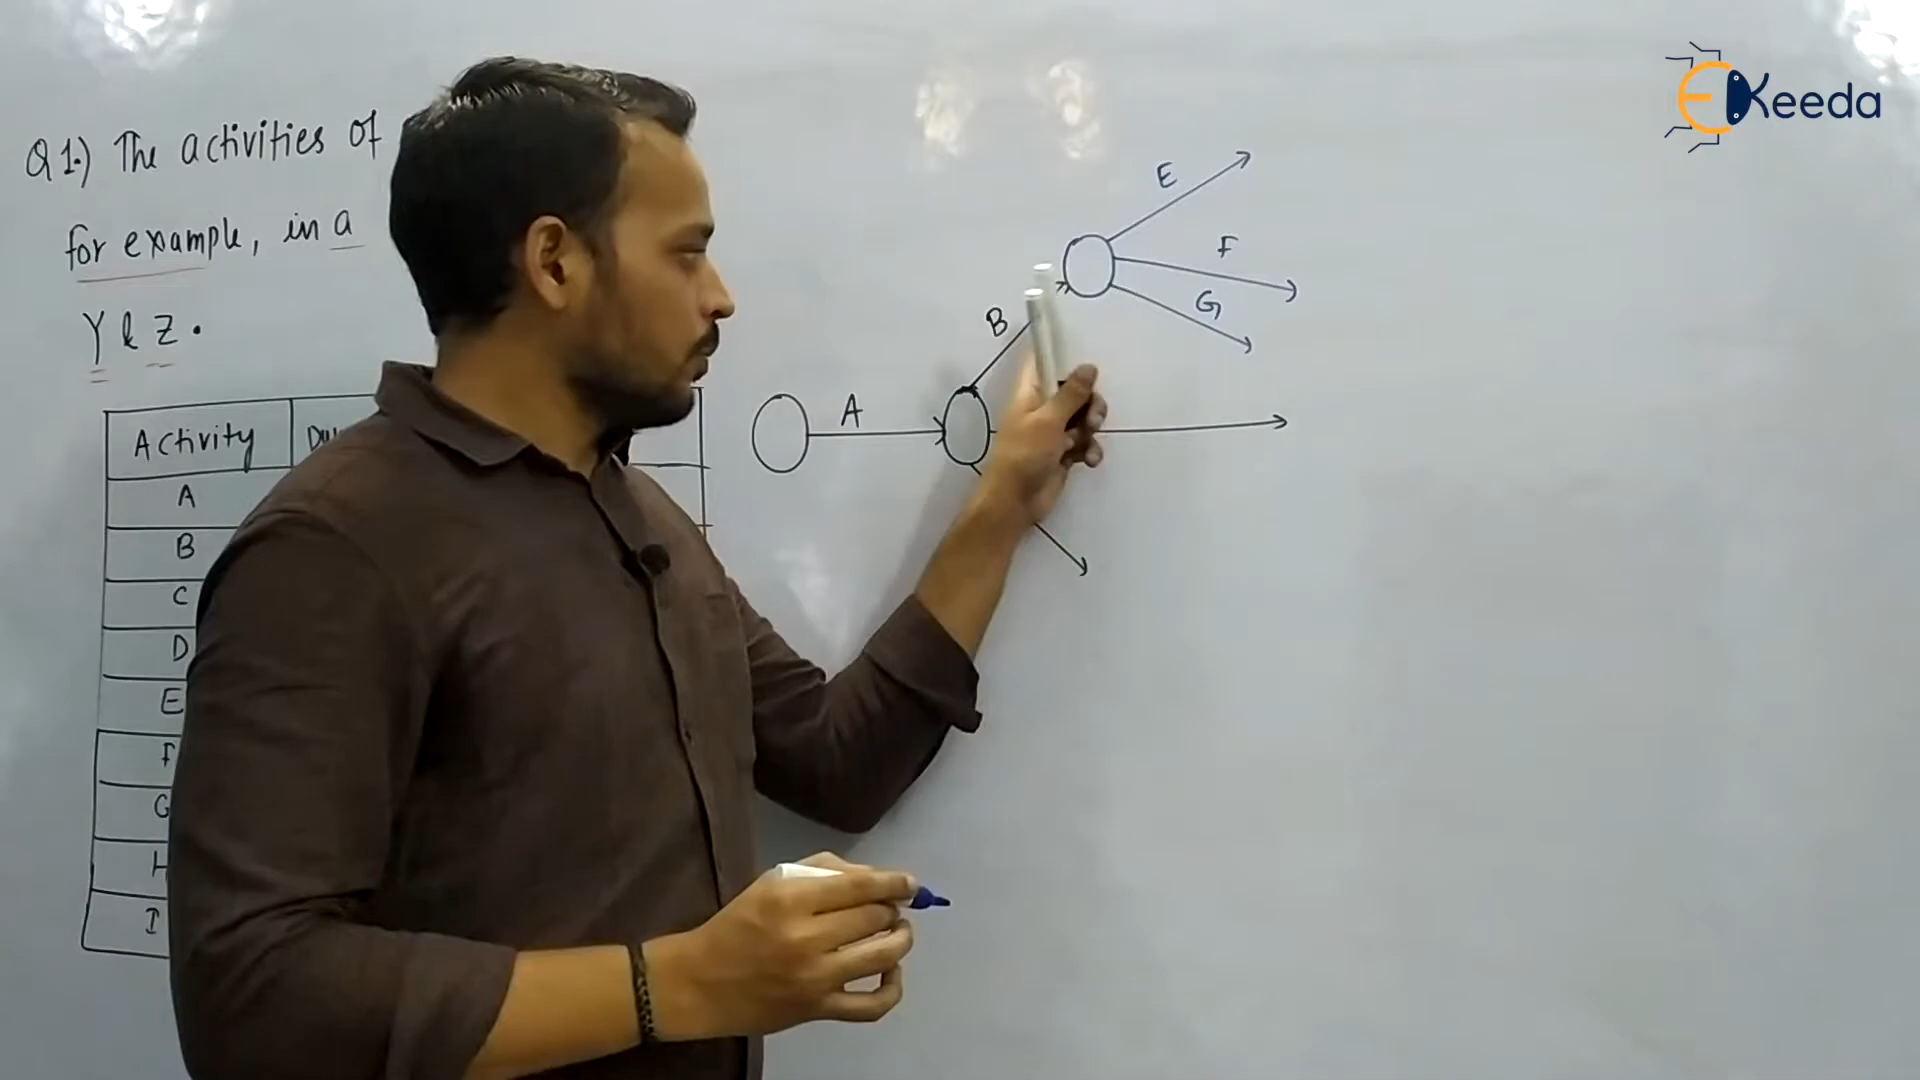 EKeeda
Q1.) The activities of
for example, in a
Y & Z.
Activity
A
B
C
D
E
F
G
H
I
E
F
G
B
A